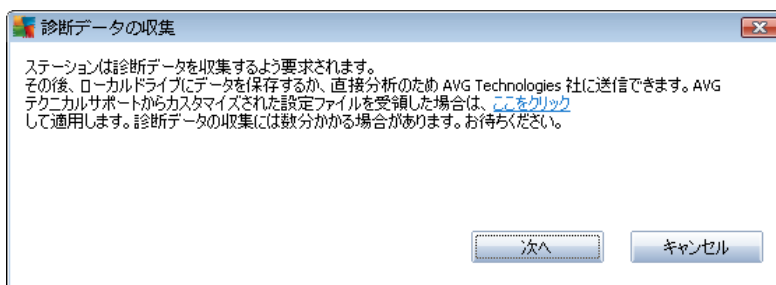 診断データの収集
ステーションは診断データを収集するよう要求されます。
その後、ローカルドライブにデータを保存するか、直接分析のため AVG Technologies 社に送信できます。AVG
テクニカルサポートからカスタマイズされた設定ファイルを受領した場合は、ここをクリック
して適用します。診断データの収集には数分かかる場合があります。お待ちください。
次へ
キャンセル